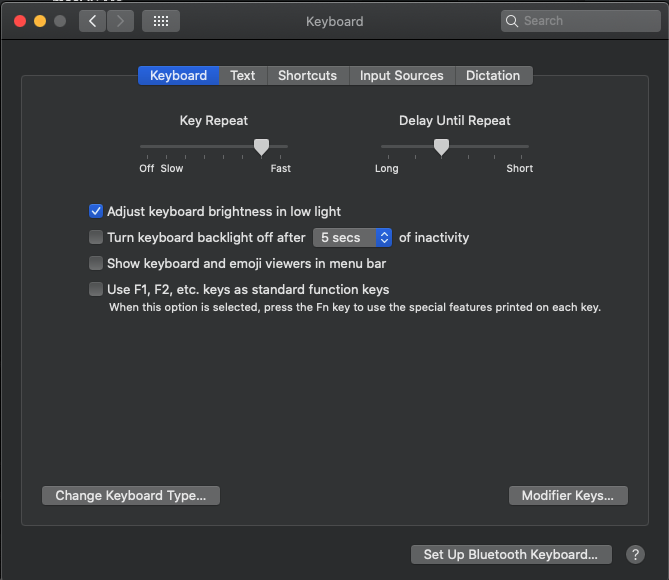 Keyboard
Search
Keyboard Text Shortcuts Input Sources Dictation
Key Repeat
Delay Until Repeat
Off Slow Fast
Long Short
Adjust keyboard brightness in low light
Turn keyboard backlight off after 5 secs of inactivity
Show keyboard and emoji viewers in menu bar
Use F1, F2, etc. keys as standard function keys
When this option is selected, press the Fn key to use the special features printed on each key.
Change Keyboard Type...
Modifier Keys...
Set Up Bluetooth Keyboard...
?